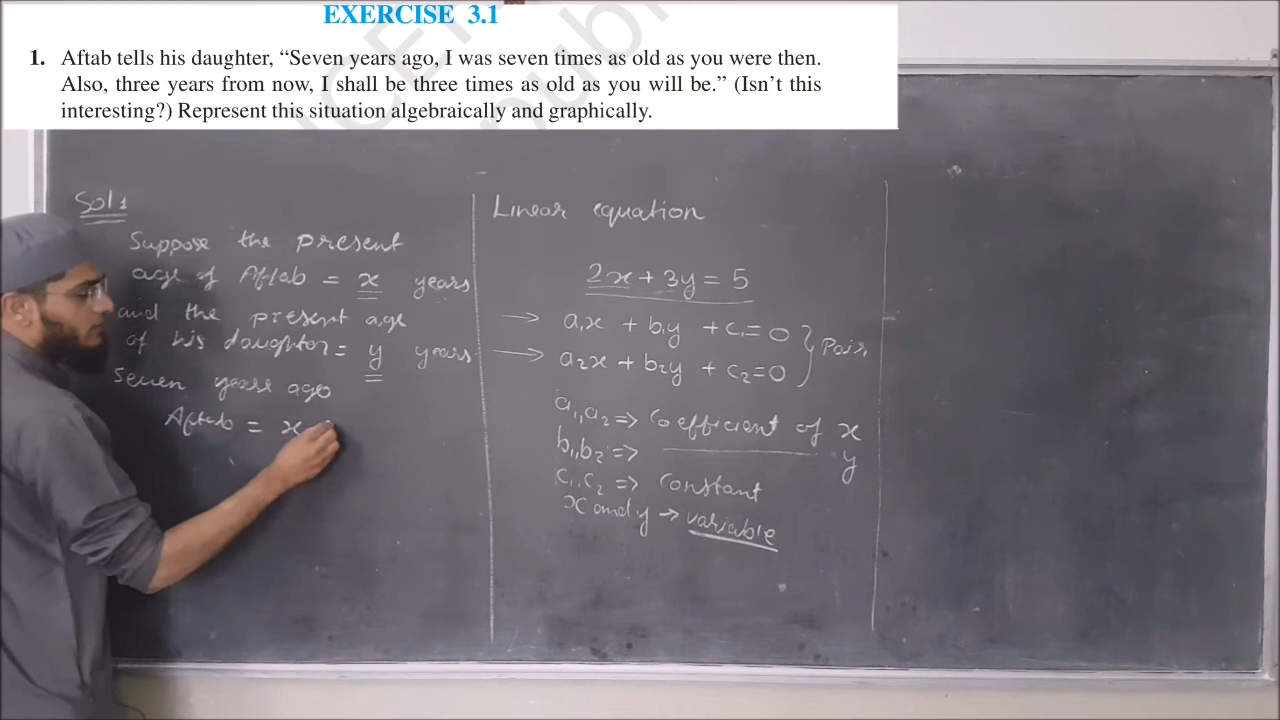 EXERCISE 3.1
1. Aftab tells his daughter, “Seven years ago, I was seven times as old as you were then.
Also, three years from now, I shall be three times as old as you will be.” (Isn’t this
interesting?) Represent this situation algebraically and graphically.
Sol 1
Suppose the present
age of Aftab = x years
and the present age
of his daughter = y years
Seven years ago
Aftab = x
Linear equation
2x + 3y = 5
→ a₁x + b₁y + c₁ = 0
→ a₂x + b₂y + c₂ = 0
} Pair
a₁, a₂ => Coefficient of x
b₁, b₂ => ——— y
c₁, c₂ => Constant
x and y → variable